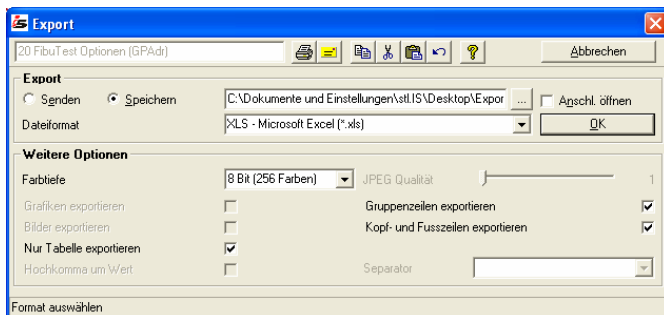 Export
20 FibuTest Optionen (GPAdr)
Abbrechen
Export
Senden Speichern C:\Dokumente und Einstellungen\stl.IS\Desktop\Expor ... Anschl. öffnen
Dateiformat XLS - Microsoft Excel (*.xls) OK
Weitere Optionen
Farbtiefe 8 Bit (256 Farben) JPEG Qualität 1
Grafiken exportieren Gruppenzeilen exportieren
Bilder exportieren Kopf- und Fusszeilen exportieren
Nur Tabelle exportieren
Hochkomma um Wert Separator
Format auswählen